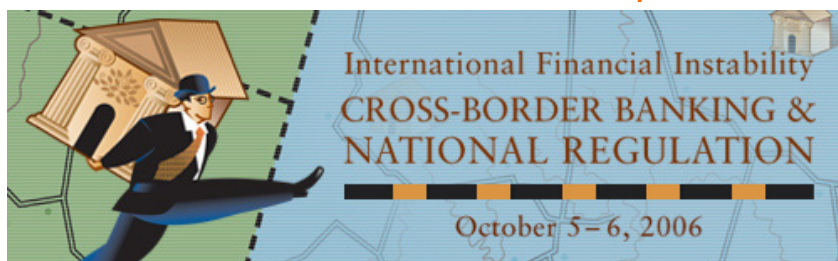 International Financial Instability
CROSS-BORDER BANKING &
NATIONAL REGULATION
October 5–6, 2006